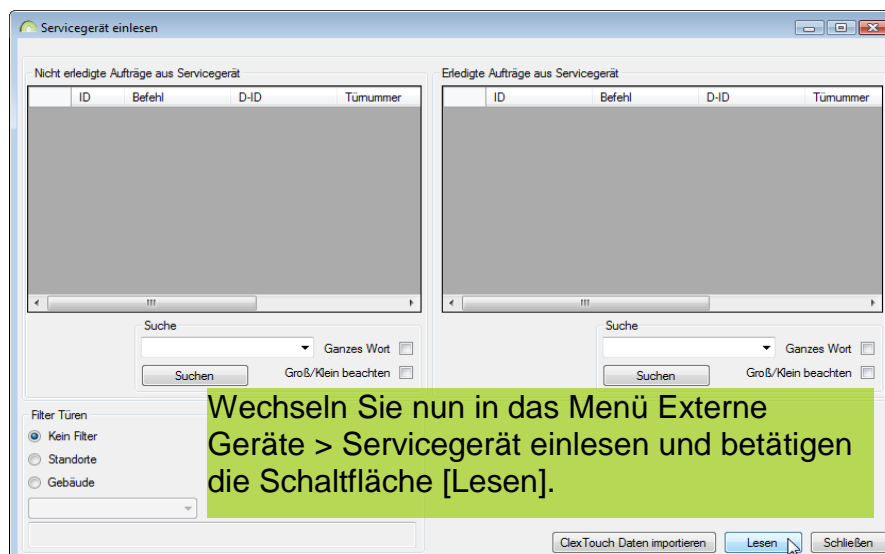 Servicegerät einlesen
Nicht erledigte Aufträge aus Servicegerät
ID Befehl D-ID Türnummer
Suche
Ganzes Wort
Suchen Groß/Klein beachten
Erledigte Aufträge aus Servicegerät
ID Befehl D-ID Türnummer
Suche
Ganzes Wort
Suchen Groß/Klein beachten
Filter Türen
Kein Filter
Standorte
Gebäude
Wechseln Sie nun in das Menü Externe
Geräte > Servicegerät einlesen und betätigen
die Schaltfläche [Lesen].
ClexTouch Daten importieren Lesen Schließen